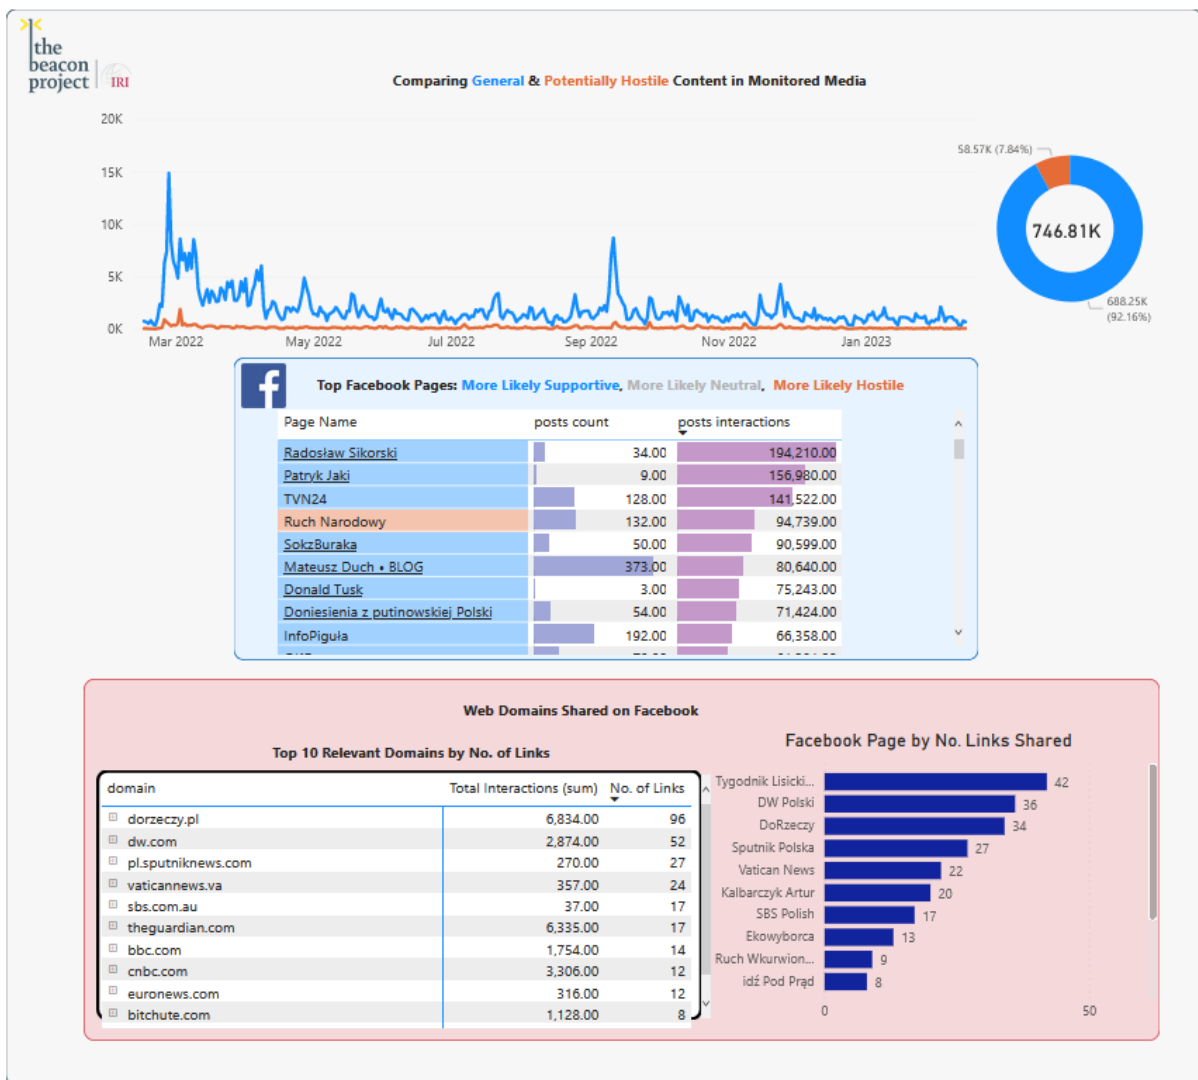 the
beacon
project
IRI
Comparing General & Potentially Hostile Content in Monitored Media
20K
15K
10K
5K
0K
Mar 2022
May 2022
Jul 2022
Sep 2022
Nov 2022
Jan 2023
58.57K (7.84%)
746.81K
688.25K
(92.16%)
Top Facebook Pages: More Likely Supportive, More Likely Neutral, More Likely Hostile
Page Name posts count posts interactions
Radosław Sikorski 34.00 194,210.00
Patryk Jaki 9.00 156,980.00
TVN24 128.00 141,522.00
Ruch Narodowy 132.00 94,739.00
SokzBuraka 50.00 90,599.00
Mateusz Duch • BLOG 373.00 80,640.00
Donald Tusk 3.00 75,243.00
Doniesienia z putinowskiej Polski 54.00 71,424.00
InfoPiguła 192.00 66,358.00
Web Domains Shared on Facebook
Top 10 Relevant Domains by No. of Links
domain Total Interactions (sum) No. of Links
dorzeczy.pl 6,834.00 96
dw.com 2,874.00 52
pl.sputniknews.com 270.00 27
vaticannews.va 357.00 24
sbs.com.au 37.00 17
theguardian.com 6,335.00 17
bbc.com 1,754.00 14
cnbc.com 3,306.00 12
euronews.com 316.00 12
bitchute.com 1,128.00 8
Facebook Page by No. Links Shared
Tygodnik Lisicki... 42
DW Polski 36
DoRzeczy 34
Sputnik Polska 27
Vatican News 22
Kalbarczyk Artur 20
SBS Polish 17
Ekowyborca 13
Ruch Wkurwion... 9
idź Pod Prąd 8
0 50